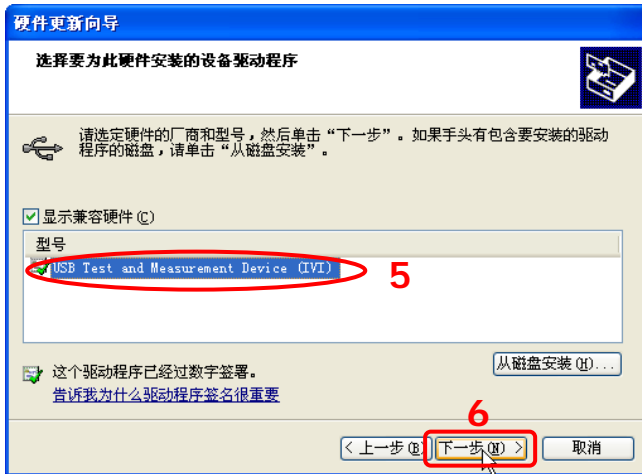 硬件更新向导
选择要为此硬件安装的设备驱动程序
请选定硬件的厂商和型号，然后单击“下一步”。如果手头有包含要安装的驱动
程序的磁盘，请单击“从磁盘安装”。
显示兼容硬件(C)
型号
USB Test and Measurement Device (IVI)
5
这个驱动程序已经过数字签署。
从磁盘安装(H)...
告诉我为什么驱动程序签名很重要
6
< 上一步(B)
下一步(N) >
取消